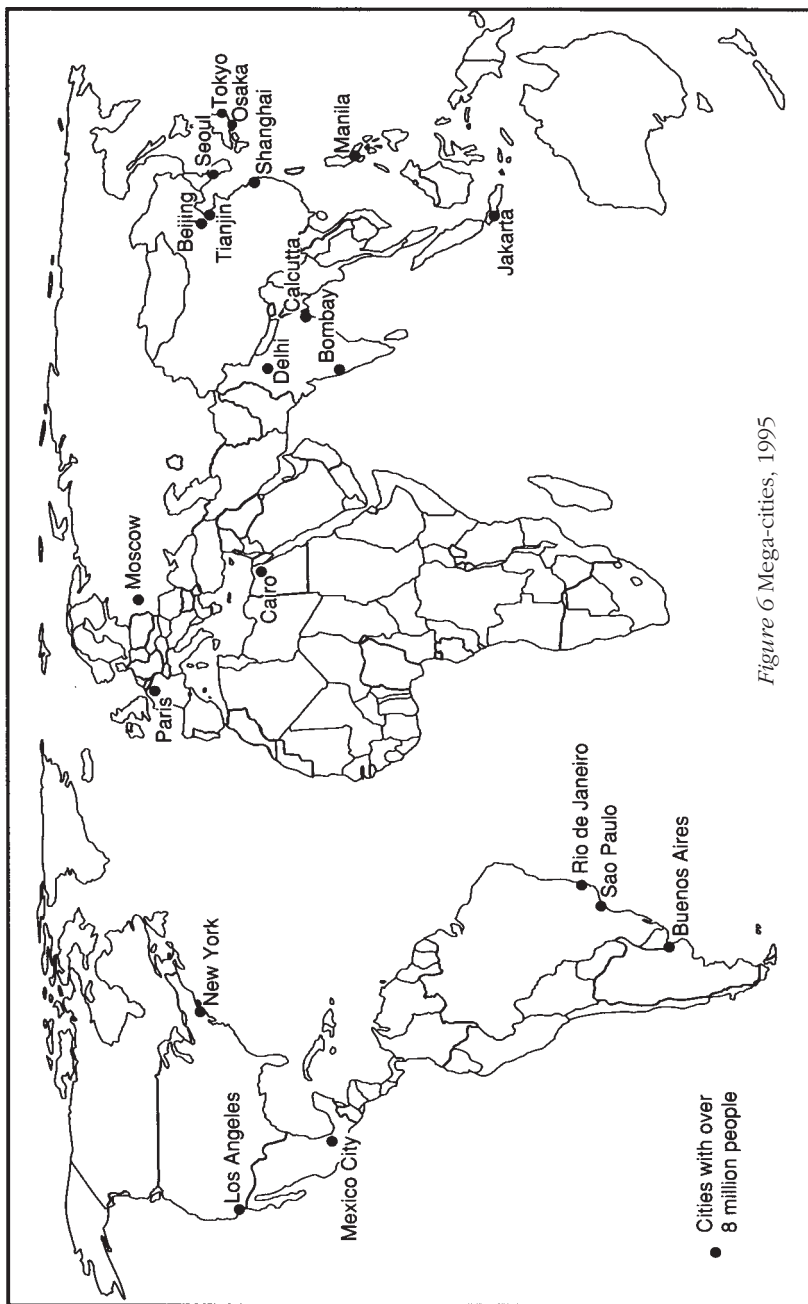 Moscow
Paris
Cairo
Beijing
Tianjin
Seoul
Tokyo
Osaka
Shanghai
Delhi
Calcutta
Bombay
Manila
Jakarta
New York
Los Angeles
Mexico City
Rio de Janeiro
Sao Paulo
Buenos Aires
Cities with over
8 million people
Figure 6 Mega-cities, 1995